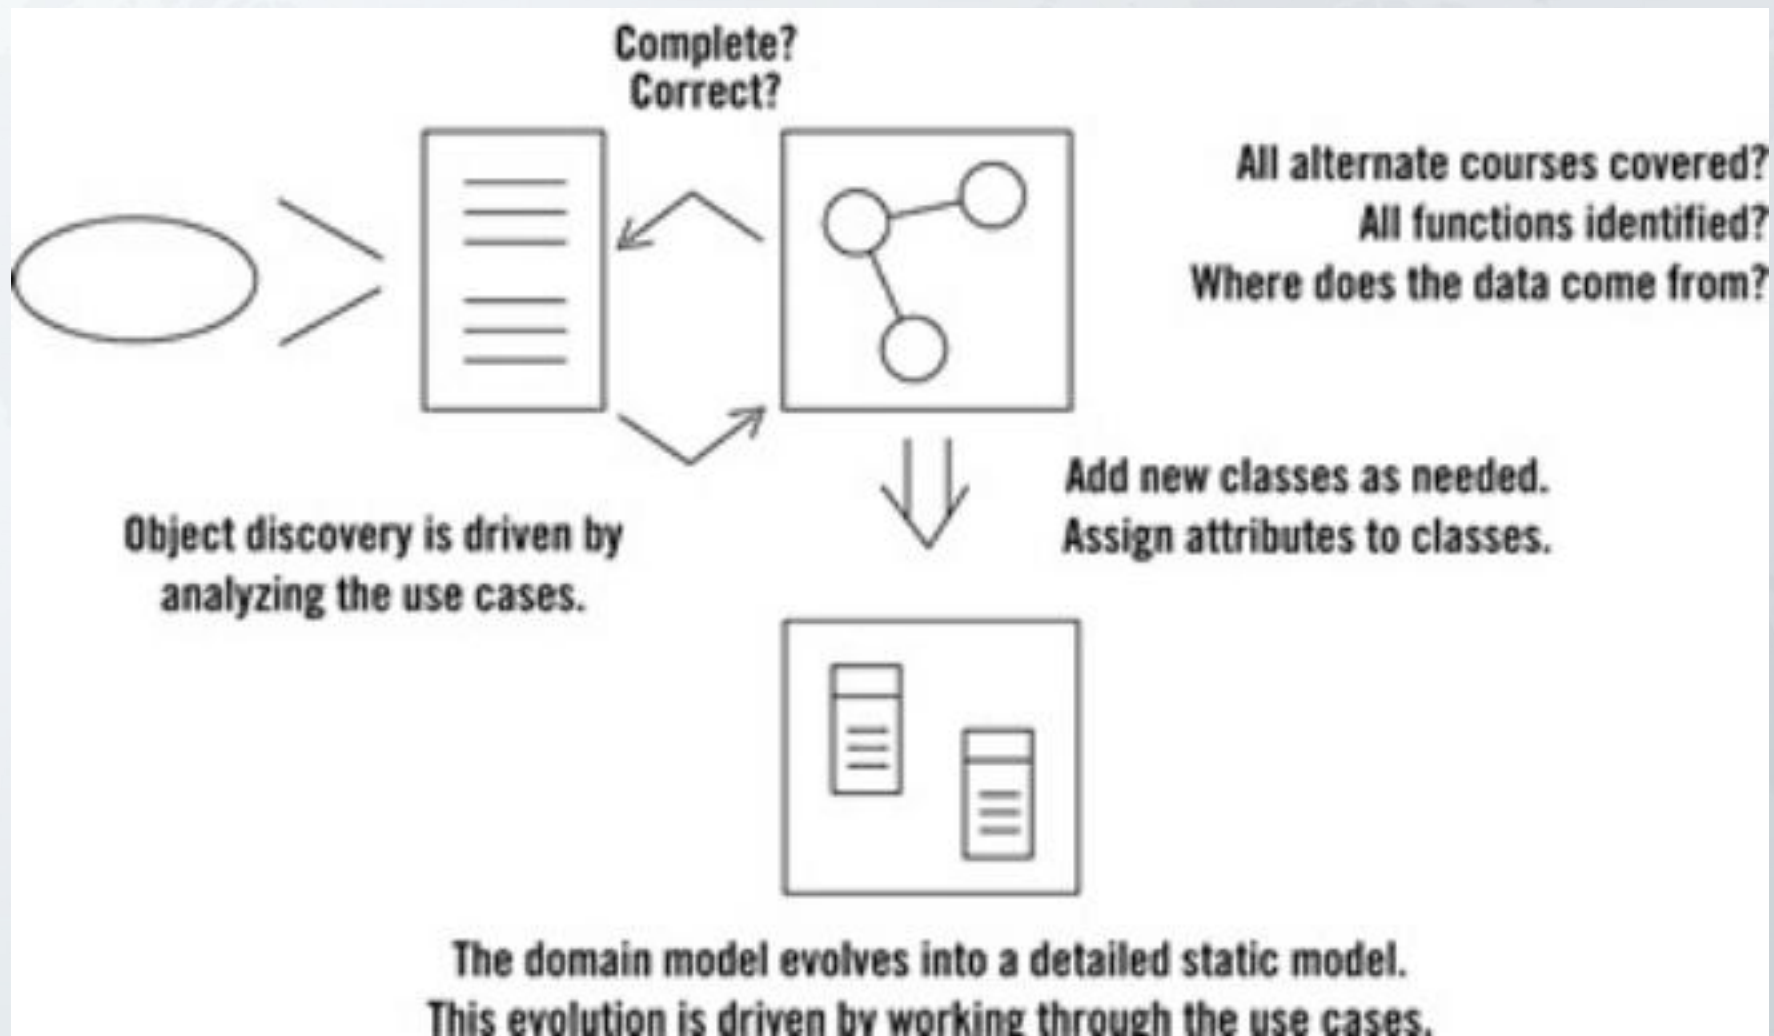 Complete?
Correct?
All alternate courses covered?
All functions identified?
Where does the data come from?
Add new classes as needed.
Assign attributes to classes.
Object discovery is driven by
analyzing the use cases.
The domain model evolves into a detailed static model.
This evolution is driven by working through the use cases.